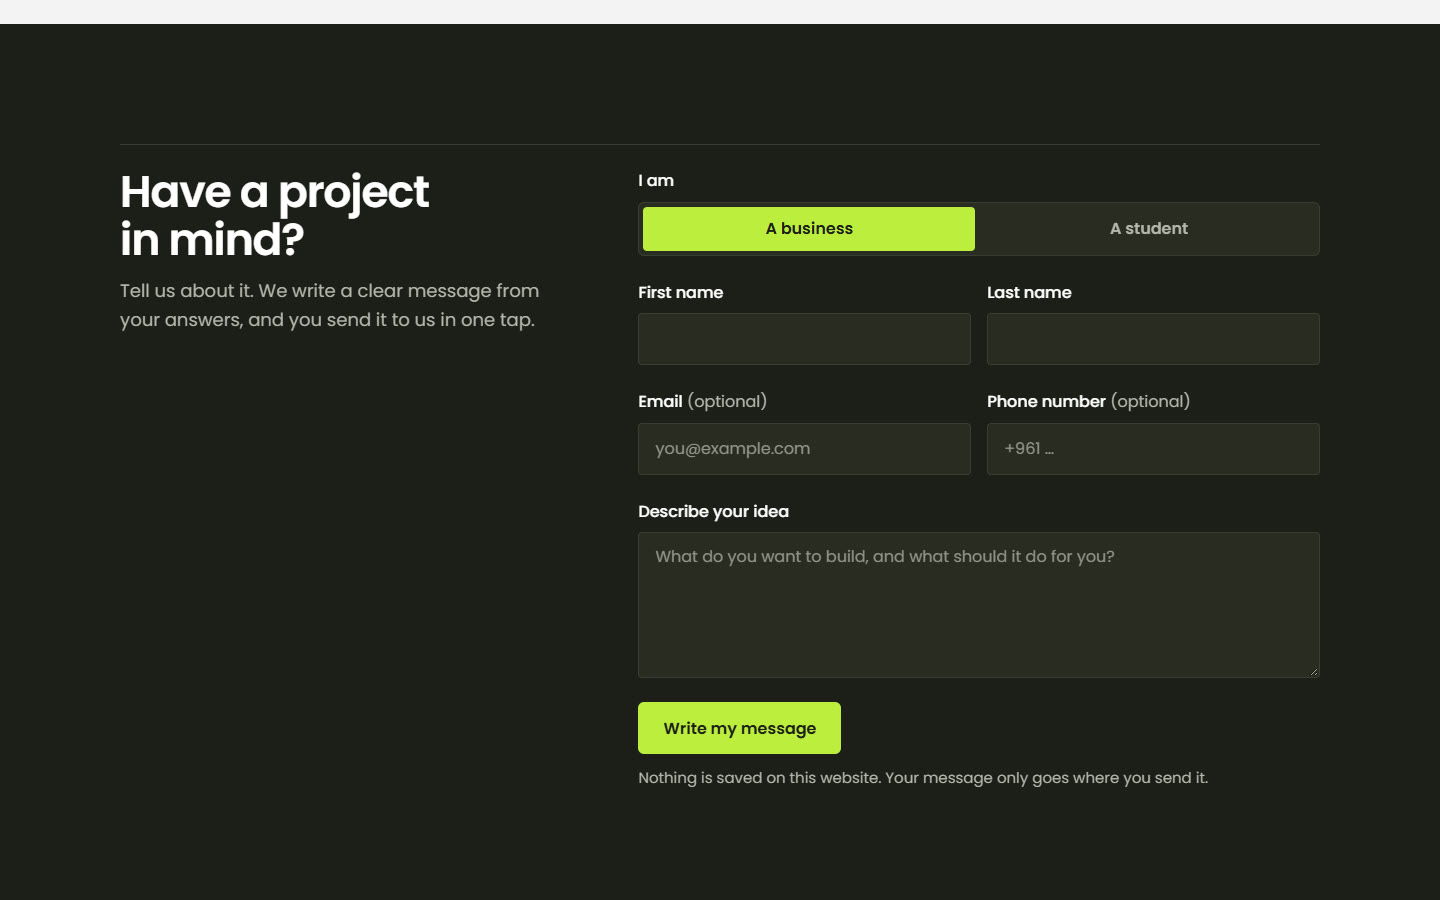 Have a project
in mind?
Tell us about it. We write a clear message from
your answers, and you send it to us in one tap.
I am
A business
A student
First name
Last name
Email (optional)
Phone number (optional)
you@example.com
+961 ...
Describe your idea
What do you want to build, and what should it do for you?
Write my message
Nothing is saved on this website. Your message only goes where you send it.